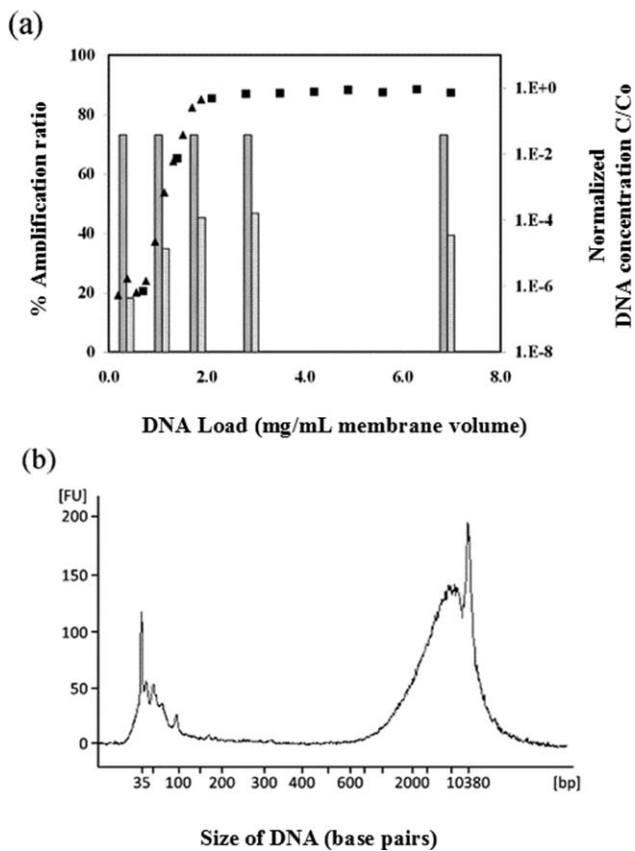 (a)
% Amplification ratio
100
80
60
40
20
0
1.E+0
1.E-2
1.E-4
1.E-6
1.E-8
Normalized
DNA concentration C/Co
0.0 2.0 4.0 6.0 8.0
DNA Load (mg/mL membrane volume)
(b)
[FU]
200
150
100
50
0
35 100 200 300 400 600 2000 10380 [bp]
Size of DNA (base pairs)